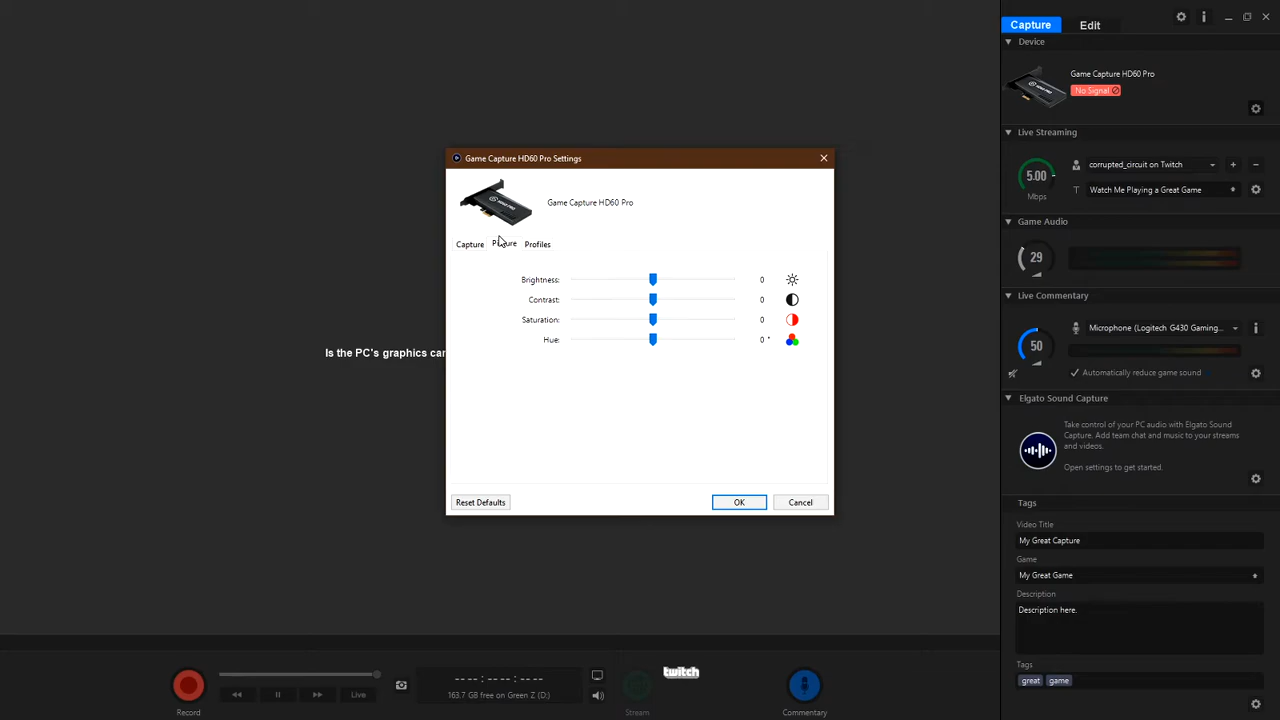 Capture
Edit
Device
Game Capture HD60 Pro
No Signal
Live Streaming
5.00
Mbps
corrupted_circuit on Twitch
Watch Me Playing a Great Game
Game Audio
29
Live Commentary
50
Microphone (Logitech G430 Gaming...
Automatically reduce game sound
Elgato Sound Capture
Take control of your PC audio with Elgato Sound
Capture. Add team chat and music to your streams
and videos.
Open settings to get started.
Tags
Video Title
My Great Capture
Game
My Great Game
Description
Description here.
Tags
great game
Is the PC's graphics car
Game Capture HD60 Pro Settings
Game Capture HD60 Pro
Capture Picture Profiles
Brightness: 0
Contrast: 0
Saturation: 0
Hue: 0 °
Reset Defaults
OK
Cancel
Record
Live
-- -- : -- -- : -- --
163.7 GB free on Green Z (D:)
Stream
twitch
Commentary